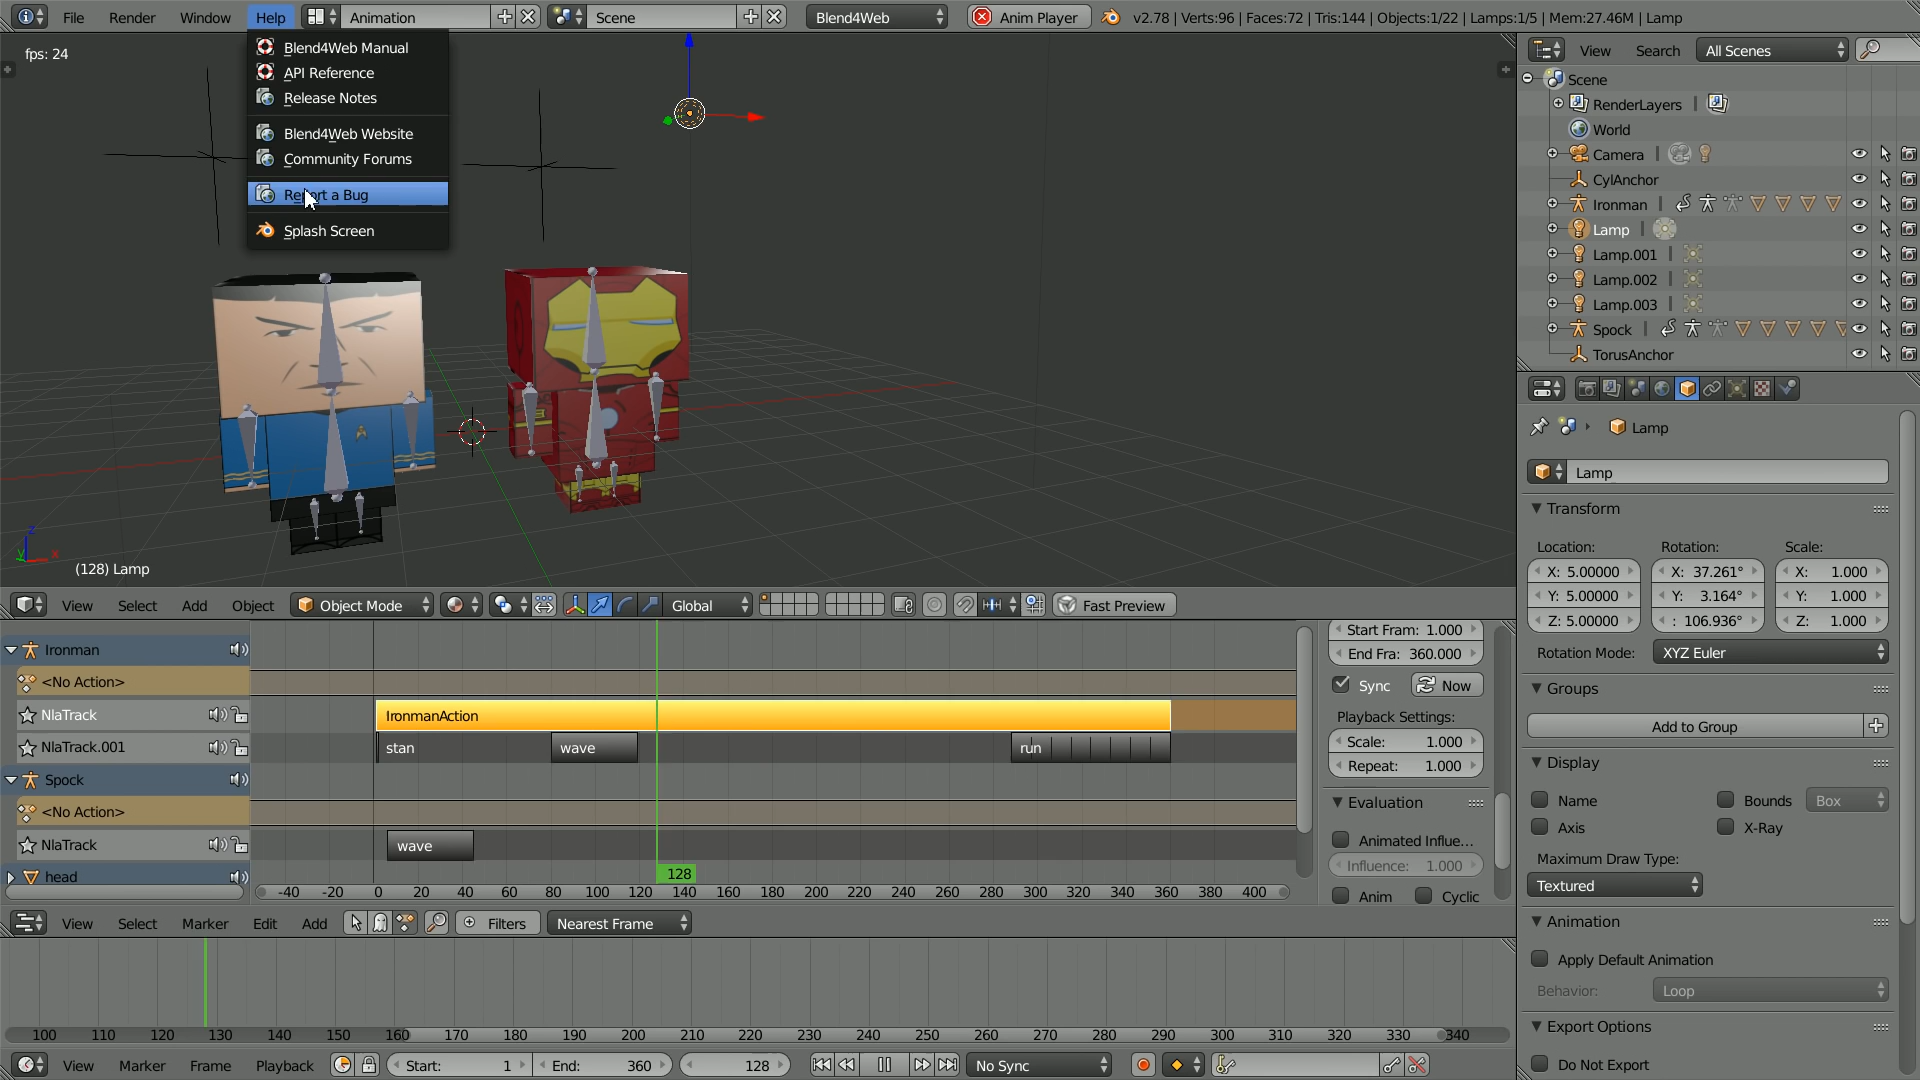 File Render Window Help Animation Scene Blend4Web Anim Player v2.78 | Verts:96 | Faces:72 | Tris:144 | Objects:1/22 | Lamps:1/5 | Mem:27.46M | Lamp
fps: 24
Blend4Web Manual
API Reference
Release Notes
Blend4Web Website
Community Forums
Report a Bug
Splash Screen
(128) Lamp
View Search All Scenes
Scene
RenderLayers |
World
Camera |
CylAnchor
Ironman |
Lamp |
Lamp.001 |
Lamp.002 |
Lamp.003 |
Spock |
TorusAnchor
Lamp
Lamp
Transform
Location: Rotation: Scale:
X: 5.00000 X: 37.261° X: 1.000
Y: 5.00000 Y: 3.164° Y: 1.000
Z: 5.00000 : 106.936° Z: 1.000
Rotation Mode: XYZ Euler
Groups
Add to Group
Display
Name Bounds Box
Axis X-Ray
Maximum Draw Type:
Textured
Animation
Apply Default Animation
Behavior: Loop
Export Options
Do Not Export
View Select Add Object Object Mode Global Fast Preview
Ironman
<No Action>
NlaTrack IronmanAction
NlaTrack.001 stan wave run
Spock
<No Action>
NlaTrack wave
head 128
-40 -20 0 20 40 60 80 100 120 140 160 180 200 220 240 260 280 300 320 340 360 380 400
Start Fram: 1.000
End Fra: 360.000
Sync Now
Playback Settings:
Scale: 1.000
Repeat: 1.000
Evaluation
Animated Influe...
Influence: 1.000
Anim Cyclic
View Select Marker Edit Add Filters Nearest Frame
100 110 120 130 140 150 160 170 180 190 200 210 220 230 240 250 260 270 280 290 300 310 320 330 340
View Marker Frame Playback Start: 1 End: 360 128 No Sync